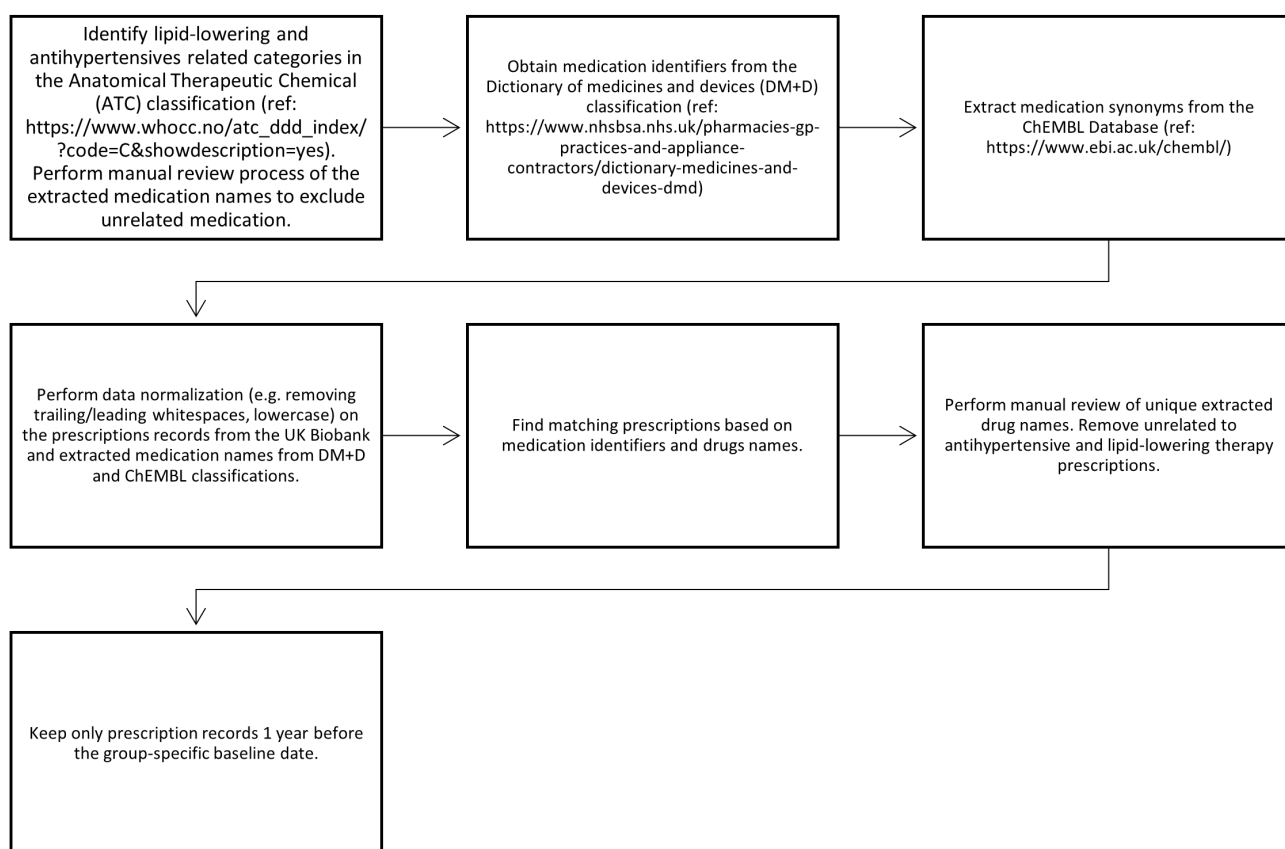 Identify lipid-lowering and
antihypertensives related categories in
the Anatomical Therapeutic Chemical
(ATC) classification (ref:
https://www.whocc.no/atc_ddd_index/
?code=C&showdescription=yes).
Perform manual review process of the
extracted medication names to exclude
unrelated medication.
Obtain medication identifiers from the
Dictionary of medicines and devices (DM+D)
classification (ref:
https://www.nhsbsa.nhs.uk/pharmacies-gp-
practices-and-appliance-
contractors/dictionary-medicines-and-
devices-dmd)
Extract medication synonyms from the
ChEMBL Database (ref:
https://www.ebi.ac.uk/chembl/)
Perform data normalization (e.g. removing
trailing/leading whitespaces, lowercase) on
the prescriptions records from the UK Biobank
and extracted medication names from DM+D
and ChEMBL classifications.
Find matching prescriptions based on
medication identifiers and drugs names.
Perform manual review of unique extracted
drug names. Remove unrelated to
antihypertensive and lipid-lowering therapy
prescriptions.
Keep only prescription records 1 year before
the group-specific baseline date.